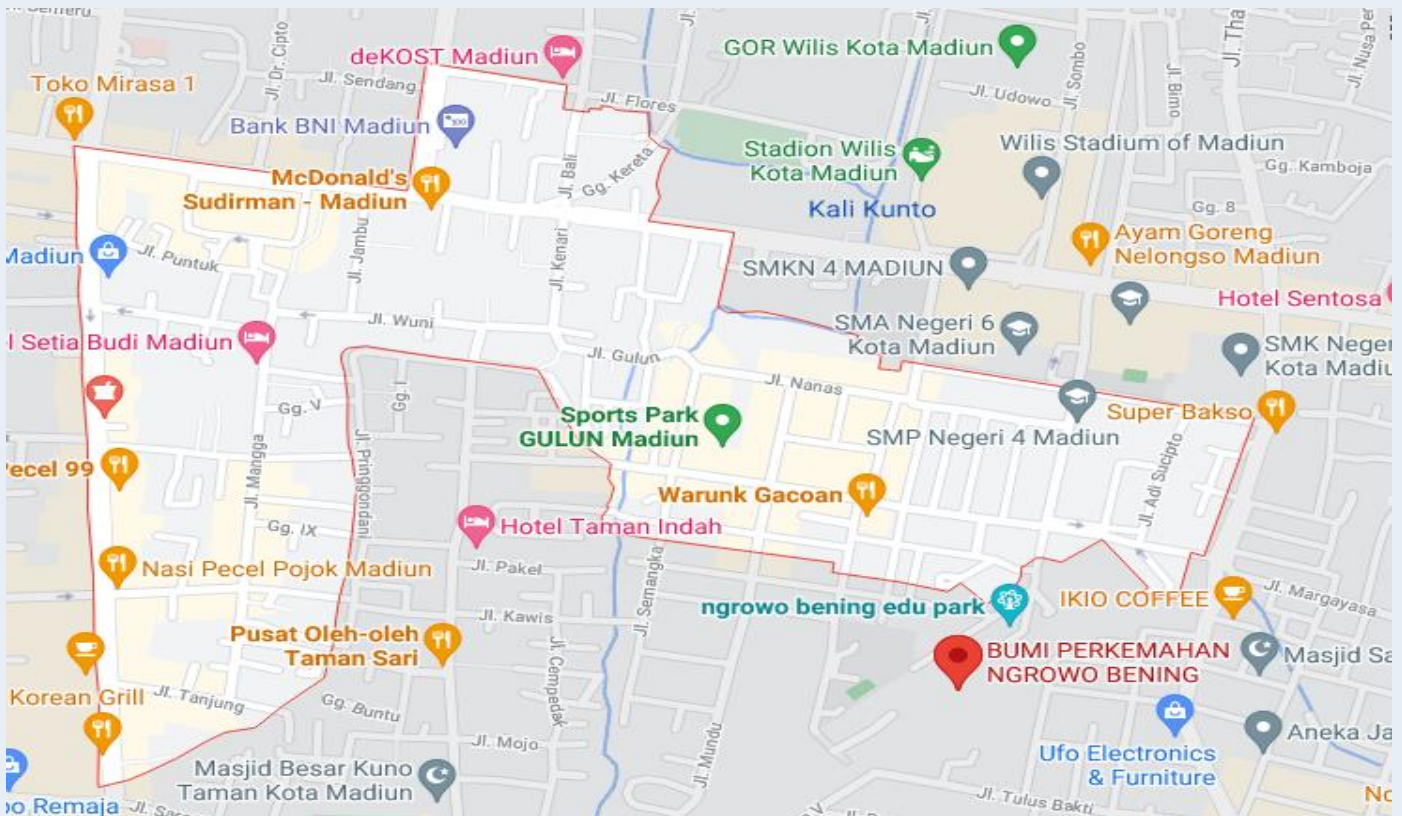 Jl. Dr. Cipto
deKOST Madiun
GOR Wilis Kota Madiun
Jl. Tha
Jl. Nusa Per
Toko Mirasa 1
Jl. Sendang
Jl. Flores
Jl. Udowo
Jl. Sombo
Jl. Bimo
Bank BNI Madiun
Stadion Wilis
Kota Madiun
Wilis Stadium of Madiun
Gg. Kamboja
McDonald's
Sudirman - Madiun
Jl. Bali
Gg. Kereta
Kali Kunto
Gg. 8
Madiun
Jl. Puntuk
Jl. Jambu
Jl. Kenari
SMKN 4 MADIUN
Ayam Goreng
Nelongso Madiun
Hotel Sentosa
l Setia Budi Madiun
Jl. Wuni
Jl. Gulun
SMA Negeri 6
Kota Madiun
SMK Neger
Kota Madiu
Jl. Nanas
Gg. I
Gg. V
Sports Park
GULUN Madiun
SMP Negeri 4 Madiun
Super Bakso
Pecel 99
Jl. Mangga
Jl. Pringgondani
Warunk Gacoan
Jl. Adi Sucipto
Gg. IX
Hotel Taman Indah
Nasi Pecel Pojok Madiun
Jl. Pakel
Jl. Semangka
ngrowo bening edu park
IKIO COFFEE
Jl. Margayasa
Jl. Kawis
Pusat Oleh-oleh
Taman Sari
BUMI PERKEMAHAN
NGROWO BENING
Masjid Sa
Korean Grill
Jl. Tanjung
Gg. Buntu
Jl. Cempedak
Jl. Mojo
Jl. Mundu
Aneka Ja
Ufo Electronics
& Furniture
Masjid Besar Kuno
Taman Kota Madiun
Jl. Tulus Bakti
No
po Remaja